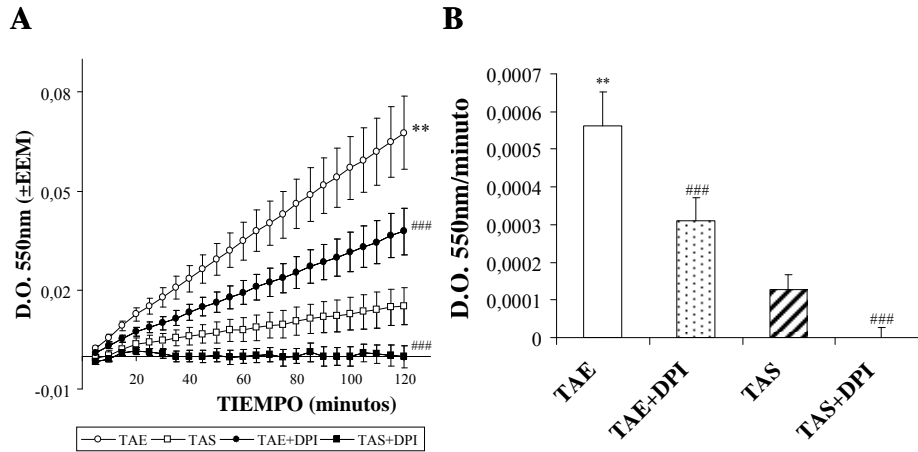 A
D.O. 550nm (±EEM)
0,08
0,05
0,02
-0,01
20 40 60 80 100 120
TIEMPO (minutos)
**
###
###
TAE TAS TAE+DPI TAS+DPI
B
D.O. 550nm/minuto
0,0007
0,0006
0,0005
0,0004
0,0003
0,0002
0,0001
0
**
###
###
TAE
TAE+DPI
TAS
TAS+DPI